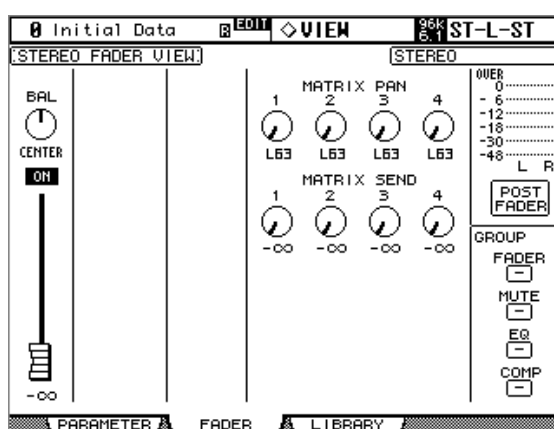 0 Initial Data R EDIT ◇VIEW 96K 6.1 ST-L-ST
STEREO FADER VIEW STEREO
BAL
CENTER
ON
-∞
MATRIX PAN
1 2 3 4
L63 L63 L63 L63
MATRIX SEND
1 2 3 4
-∞ -∞ -∞ -∞
OVER
0
- 6
-12
-18
-30
-48
L R
POST FADER
GROUP
FADER
-
MUTE
-
EQ
-
COMP
-
PARAMETER FADER LIBRARY